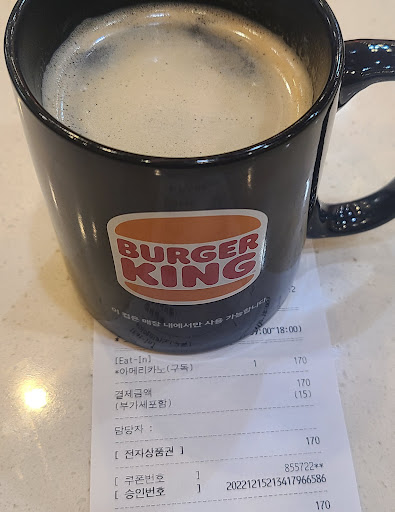 BURGER
KING
이 컵은 매장 내에서만 사용 가능합니다.
:00~18:00)
[Eat-In]
*아메리카노(구독) 1 170
결제금액 170
(부가세포함) (15)
담당자 :
[ 전자상품권 ] 170
[ 쿠폰번호 ] 855722**
[ 승인번호 ] 20221215213417966586
170